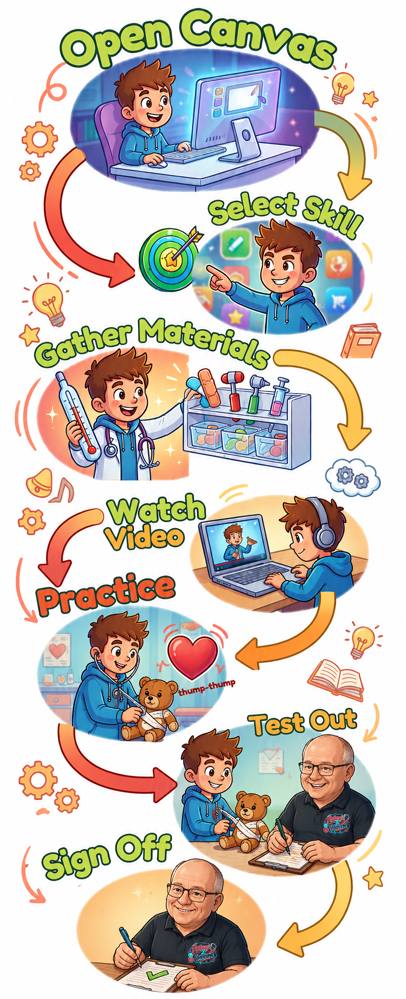 Open Canvas
Select Skill
Gather Materials
Watch
Video
Practice
thump-thump
Test Out
Sign Off